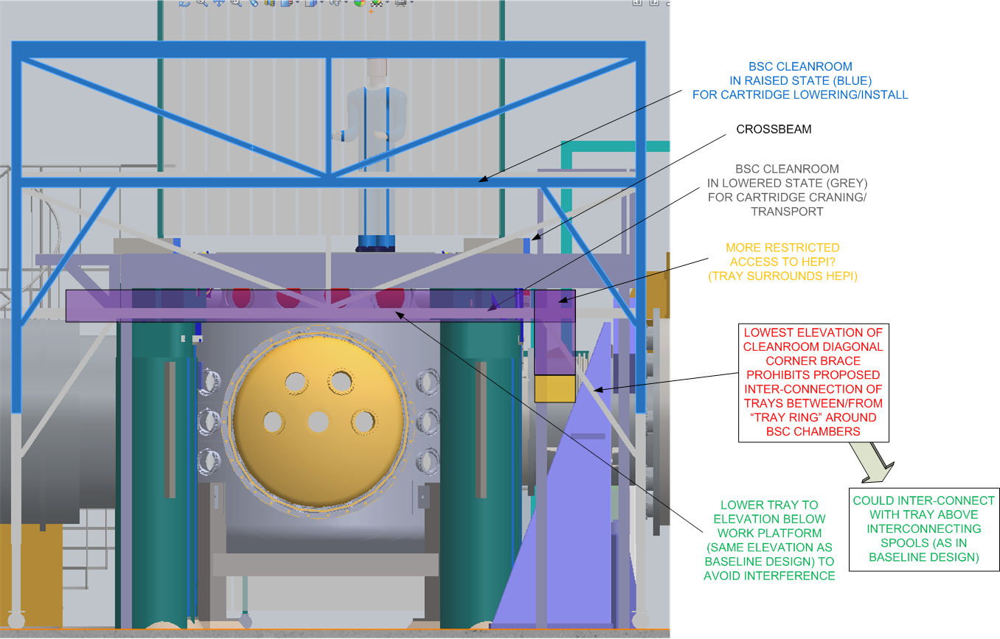 BSC CLEANROOM
IN RAISED STATE (BLUE)
FOR CARTRIDGE LOWERING/INSTALL
CROSSBEAM
BSC CLEANROOM
IN LOWERED STATE (GREY)
FOR CARTRIDGE CRANING/
TRANSPORT
MORE RESTRICTED
ACCESS TO HEPI?
(TRAY SURROUNDS HEPI)
LOWEST ELEVATION OF
CLEANROOM DIAGONAL
CORNER BRACE
PROHIBITS PROPOSED
INTER-CONNECTION OF
TRAYS BETWEEN/FROM
“TRAY RING” AROUND
BSC CHAMBERS
LOWER TRAY TO
ELEVATION BELOW
WORK PLATFORM
(SAME ELEVATION AS
BASELINE DESIGN) TO
AVOID INTERFERENCE
COULD INTER-CONNECT
WITH TRAY ABOVE
INTERCONNECTING
SPOOLS (AS IN
BASELINE DESIGN)